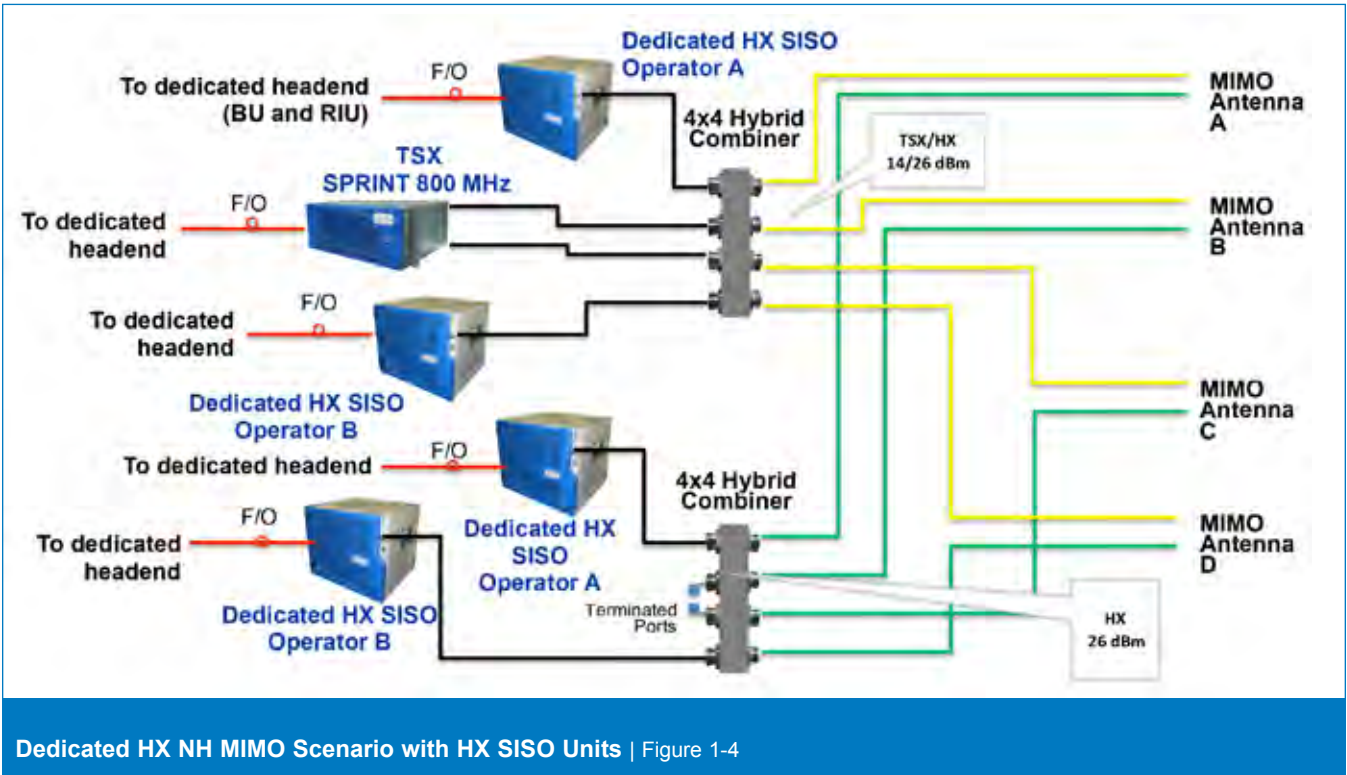 Dedicated HX SISO
Operator A
F/O
To dedicated headend
(BU and RIU)
4x4 Hybrid
Combiner
MIMO
Antenna
A
TSX/HX
14/26 dBm
TSX
SPRINT 800 MHz
F/O
To dedicated
headend
MIMO
Antenna
B
F/O
To dedicated
headend
Dedicated HX SISO
Operator B
MIMO
Antenna
C
F/O
To dedicated headend
4x4 Hybrid
Combiner
Dedicated HX
SISO
Operator A
F/O
To dedicated
headend
MIMO
Antenna
D
Dedicated HX SISO
Operator B
Terminated
Ports
HX
26 dBm
Dedicated HX NH MIMO Scenario with HX SISO Units | Figure 1-4